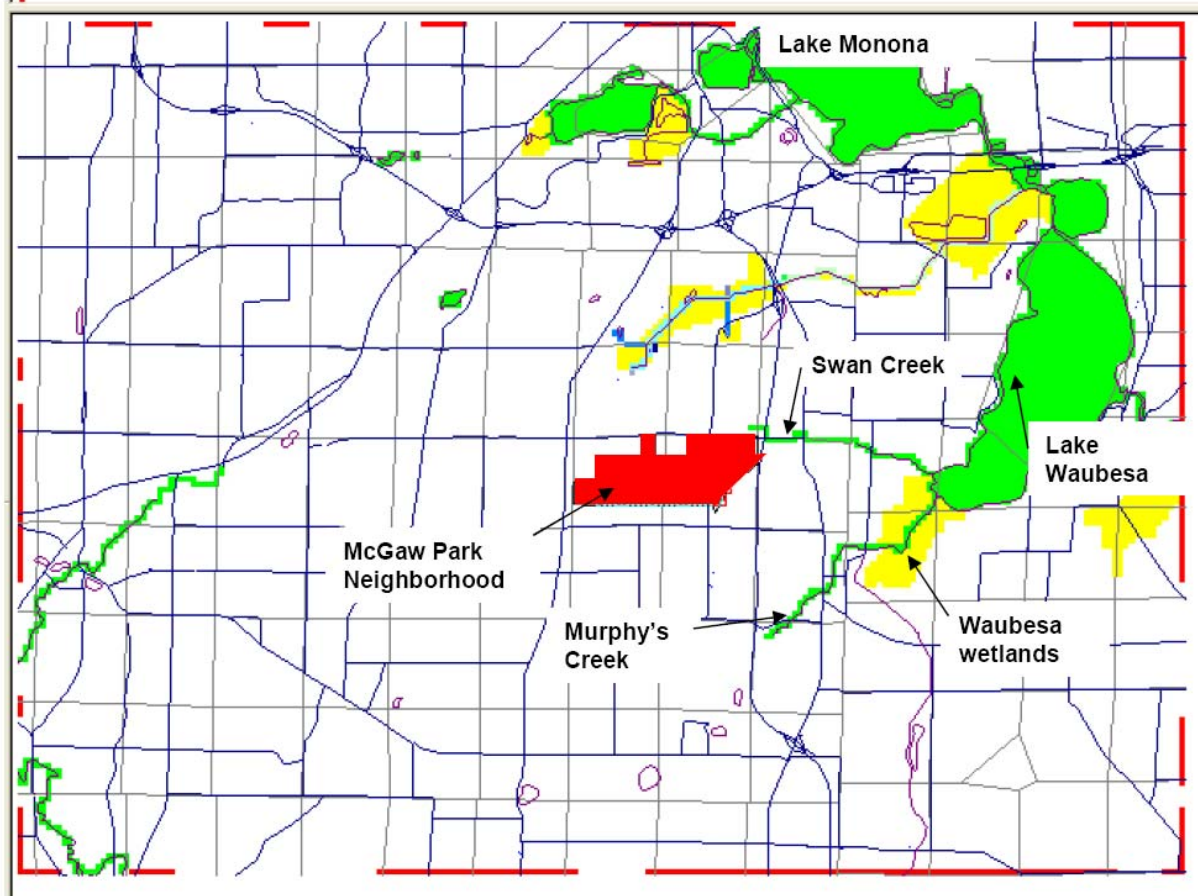 Lake Monona
Swan Creek
Lake
Waubesa
McGaw Park
Neighborhood
Murphy's
Creek
Waubesa
wetlands